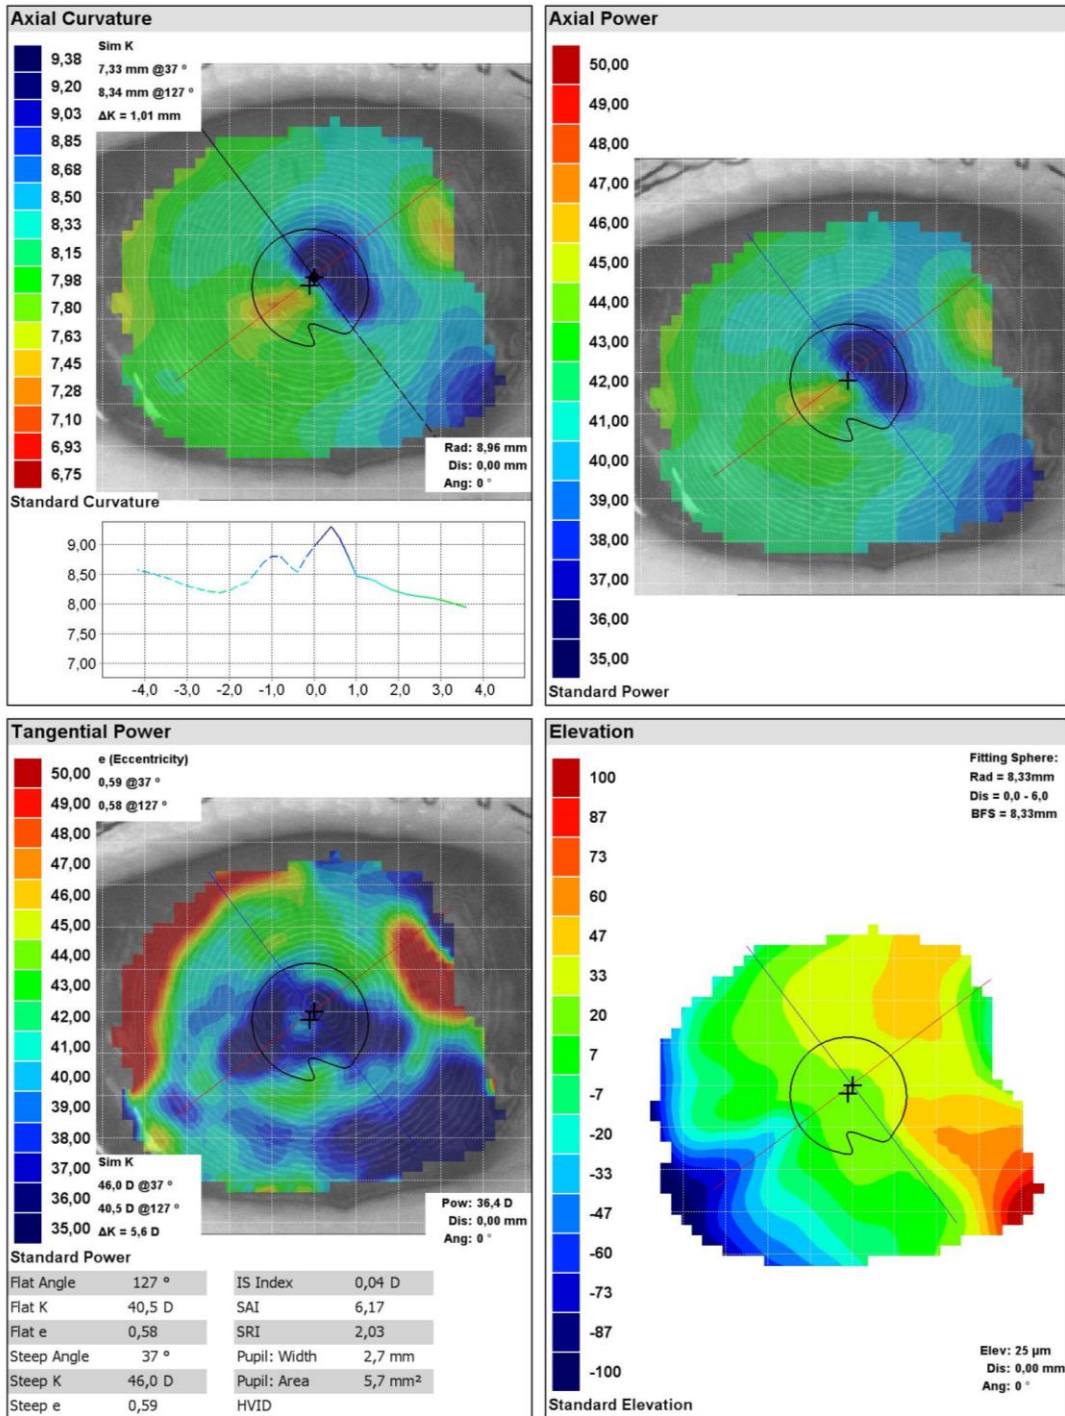 Axial Curvature
Sim K
7,33 mm @37 °
8,34 mm @127 °
ΔK = 1,01 mm
9,38
9,20
9,03
8,85
8,68
8,50
8,33
8,15
7,98
7,80
7,63
7,45
7,28
7,10
6,93
6,75
Rad: 8,96 mm
Dis: 0,00 mm
Ang: 0 °
Standard Curvature
9,00
8,50
8,00
7,50
7,00
-4,0 -3,0 -2,0 -1,0 0,0 1,0 2,0 3,0 4,0
Axial Power
50,00
49,00
48,00
47,00
46,00
45,00
44,00
43,00
42,00
41,00
40,00
39,00
38,00
37,00
36,00
35,00
Standard Power
Tangential Power
e (Eccentricity)
0,59 @37 °
0,58 @127 °
50,00
49,00
48,00
47,00
46,00
45,00
44,00
43,00
42,00
41,00
40,00
39,00
38,00
37,00
36,00
35,00
Sim K
46,0 D @37 °
40,5 D @127 °
ΔK = 5,6 D
Pow: 36,4 D
Dis: 0,00 mm
Ang: 0 °
Standard Power
Flat Angle 127 ° IS Index 0,04 D
Flat K 40,5 D SAI 6,17
Flat e 0,58 SRI 2,03
Steep Angle 37 ° Pupil: Width 2,7 mm
Steep K 46,0 D Pupil: Area 5,7 mm²
Steep e 0,59 HVID
Elevation
Fitting Sphere:
Rad = 8,33mm
Dis = 0,0 - 6,0
BFS = 8,33mm
100
87
73
60
47
33
20
7
-7
-20
-33
-47
-60
-73
-87
-100
Elev: 25 µm
Dis: 0,00 mm
Ang: 0 °
Standard Elevation